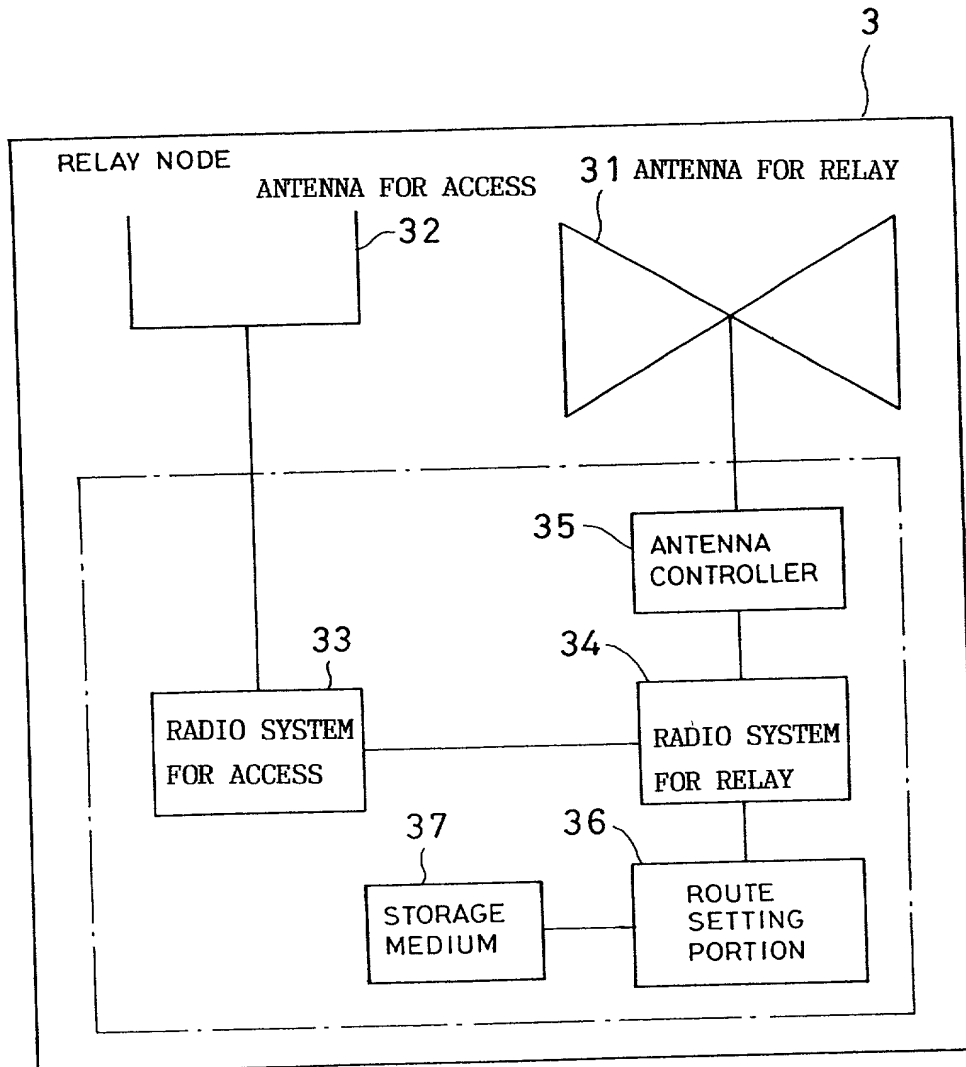 3
RELAY NODE
ANTENNA FOR ACCESS
32
31 ANTENNA FOR RELAY
35
ANTENNA
CONTROLLER
33
RADIO SYSTEM
FOR ACCESS
34
RADIO SYSTEM
FOR RELAY
37
STORAGE
MEDIUM
36
ROUTE
SETTING
PORTION